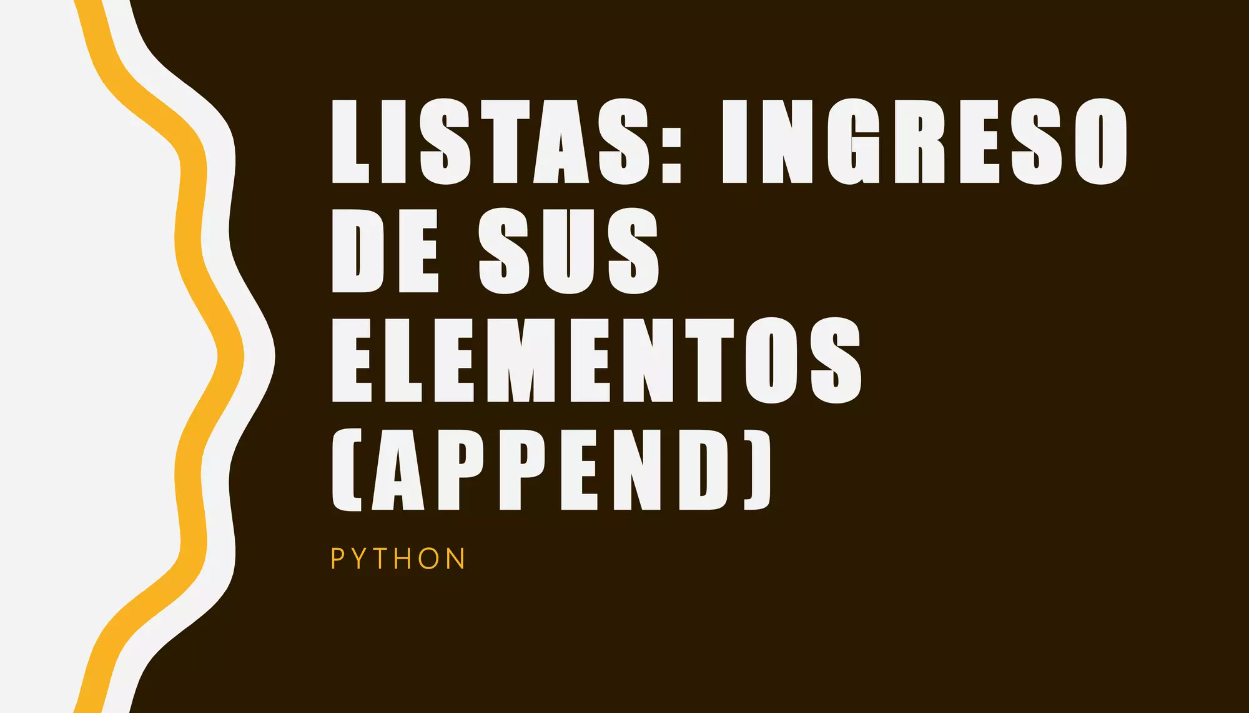 LISTAS: INGRESO
DE SUS
ELEMENTOS
(APPEND)
PYTHON